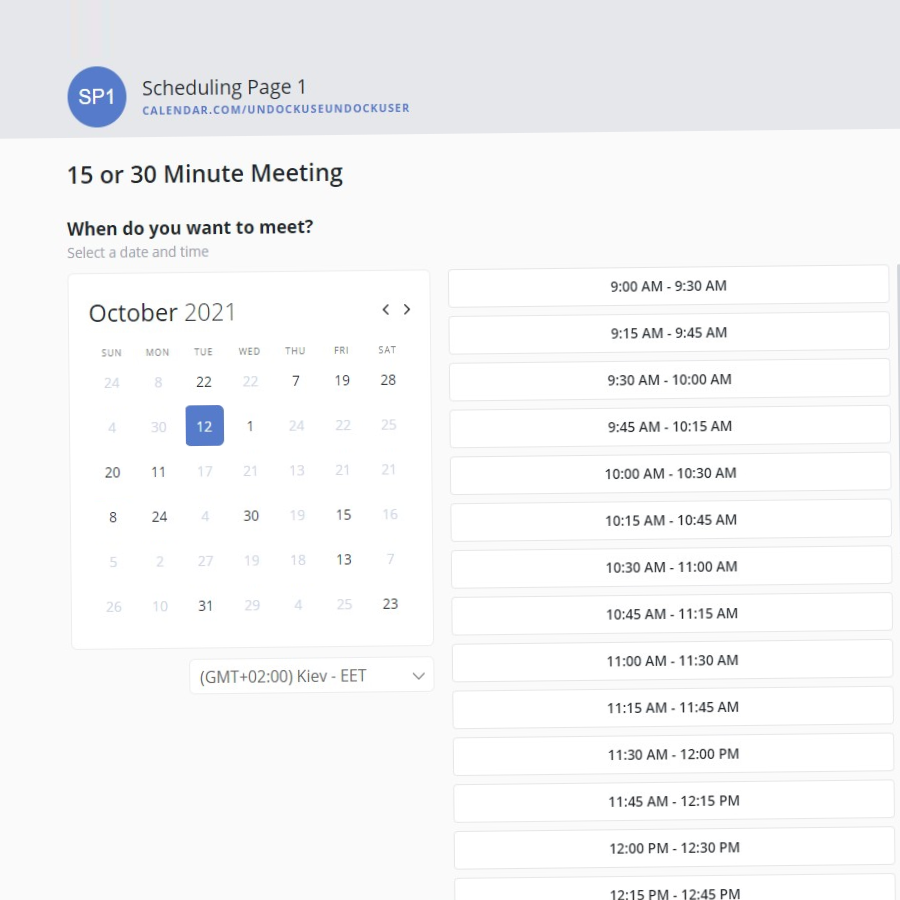 SP1
Scheduling Page 1
CALENDAR.COM/UNDOCKUSEUNDOCKUSER
15 or 30 Minute Meeting
When do you want to meet?
Select a date and time
October 2021
SUN MON TUE WED THU FRI SAT
24 8 22 22 7 19 28
4 30 12 1 24 22 25
20 11 17 21 13 21 21
8 24 4 30 19 15 16
5 2 27 19 18 13 7
26 10 31 29 4 25 23
(GMT+02:00) Kiev - EET
9:00 AM - 9:30 AM
9:15 AM - 9:45 AM
9:30 AM - 10:00 AM
9:45 AM - 10:15 AM
10:00 AM - 10:30 AM
10:15 AM - 10:45 AM
10:30 AM - 11:00 AM
10:45 AM - 11:15 AM
11:00 AM - 11:30 AM
11:15 AM - 11:45 AM
11:30 AM - 12:00 PM
11:45 AM - 12:15 PM
12:00 PM - 12:30 PM
12:15 PM - 12:45 PM